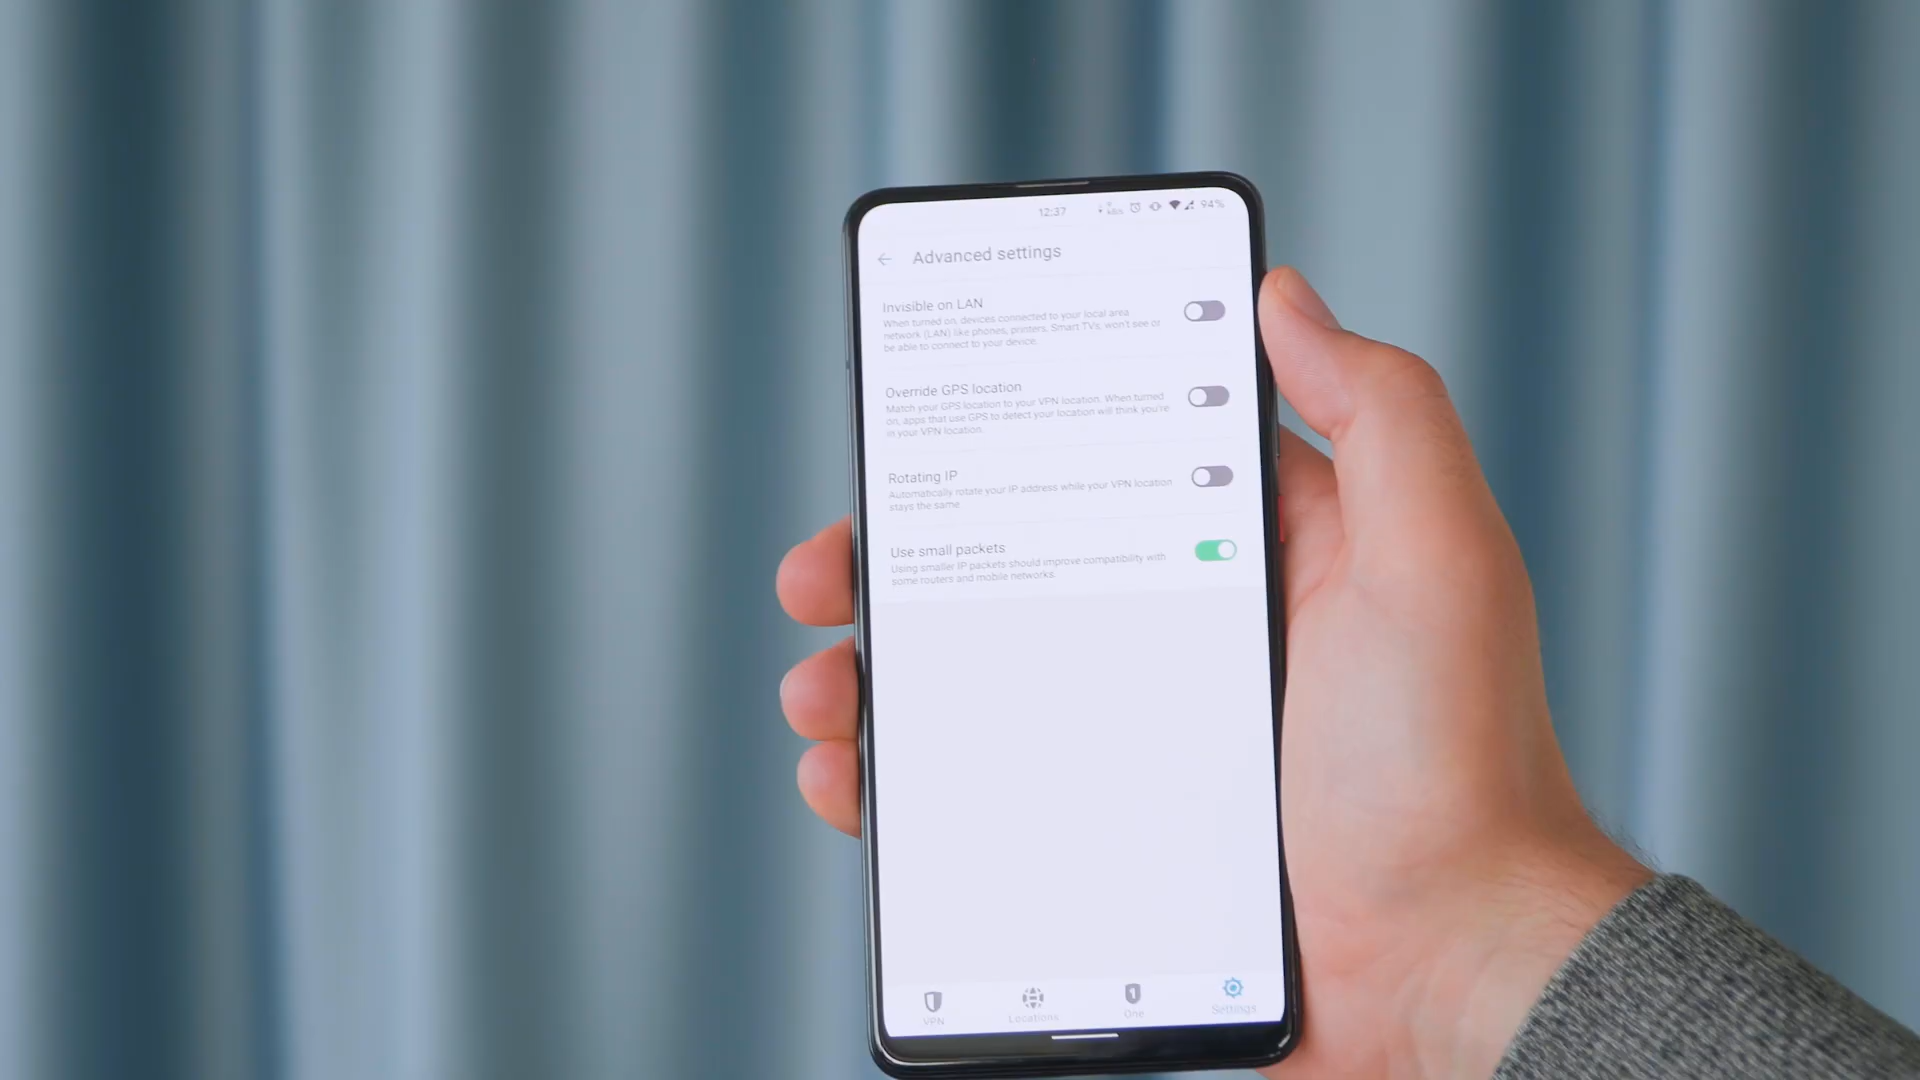 12:37
kB/s
94%
Advanced settings
Invisible on LAN
When turned on, devices connected to your local area
network (LAN) like phones, printers, Smart TVs, won't see or
be able to connect to your device.
Override GPS location
Match your GPS location to your VPN location. When turned
on, apps that use GPS to detect your location will think you're
in your VPN location.
Rotating IP
Automatically rotate your IP address while your VPN location
stays the same
Use small packets
Using smaller IP packets should improve compatibility with
some routers and mobile networks.
1
VPN
Locations
One
Settings